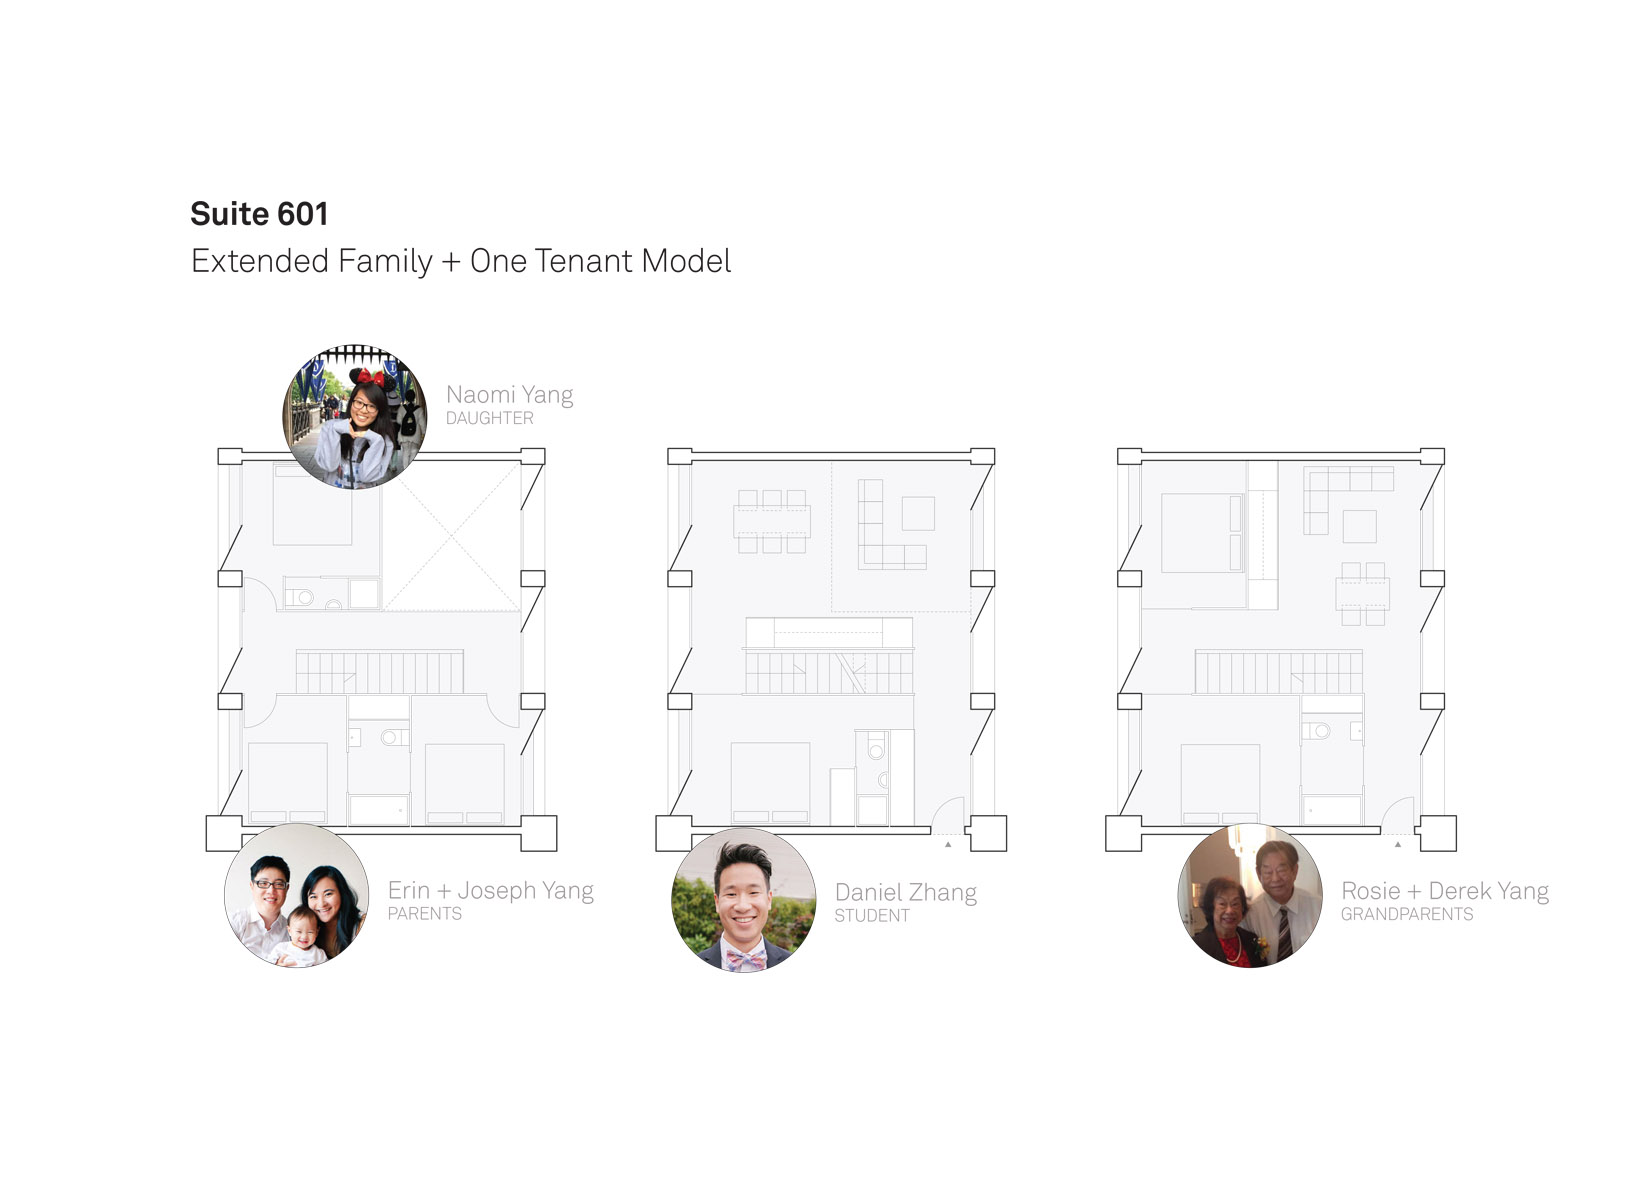 Suite 601
Extended Family + One Tenant Model
Naomi Yang
DAUGHTER
Erin + Joseph Yang
PARENTS
Daniel Zhang
STUDENT
Rosie + Derek Yang
GRANDPARENTS